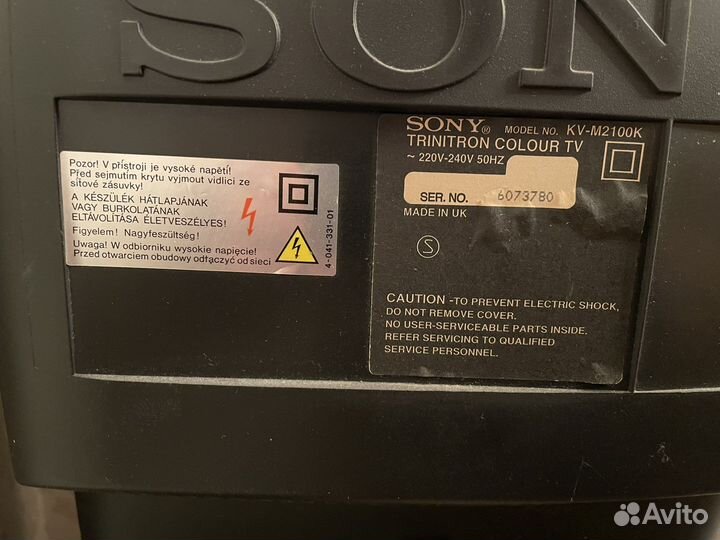 SON
Pozor! V přístroji je vysoké napětí!
Před sejmutím krytu vyjmout vidlici ze
síťové zásuvky!
A KÉSZÜLÉK HÁTLAPJÁNAK
VAGY BURKOLATÁNAK
ELTÁVOLÍTÁSA ÉLETVESZÉLYES!
Figyelem! Nagyfeszültség!
Uwaga! W odbiorniku wysokie napięcie!
Przed otwarciem obudowy odłączyć od sieci
4-041-331-01
SONY® MODEL NO. KV-M2100K
TRINITRON COLOUR TV
~ 220V-240V 50HZ
SER. NO. 6073780
MADE IN UK
S
CAUTION -TO PREVENT ELECTRIC SHOCK,
DO NOT REMOVE COVER.
NO USER-SERVICEABLE PARTS INSIDE.
REFER SERVICING TO QUALIFIED
SERVICE PERSONNEL.
Avito